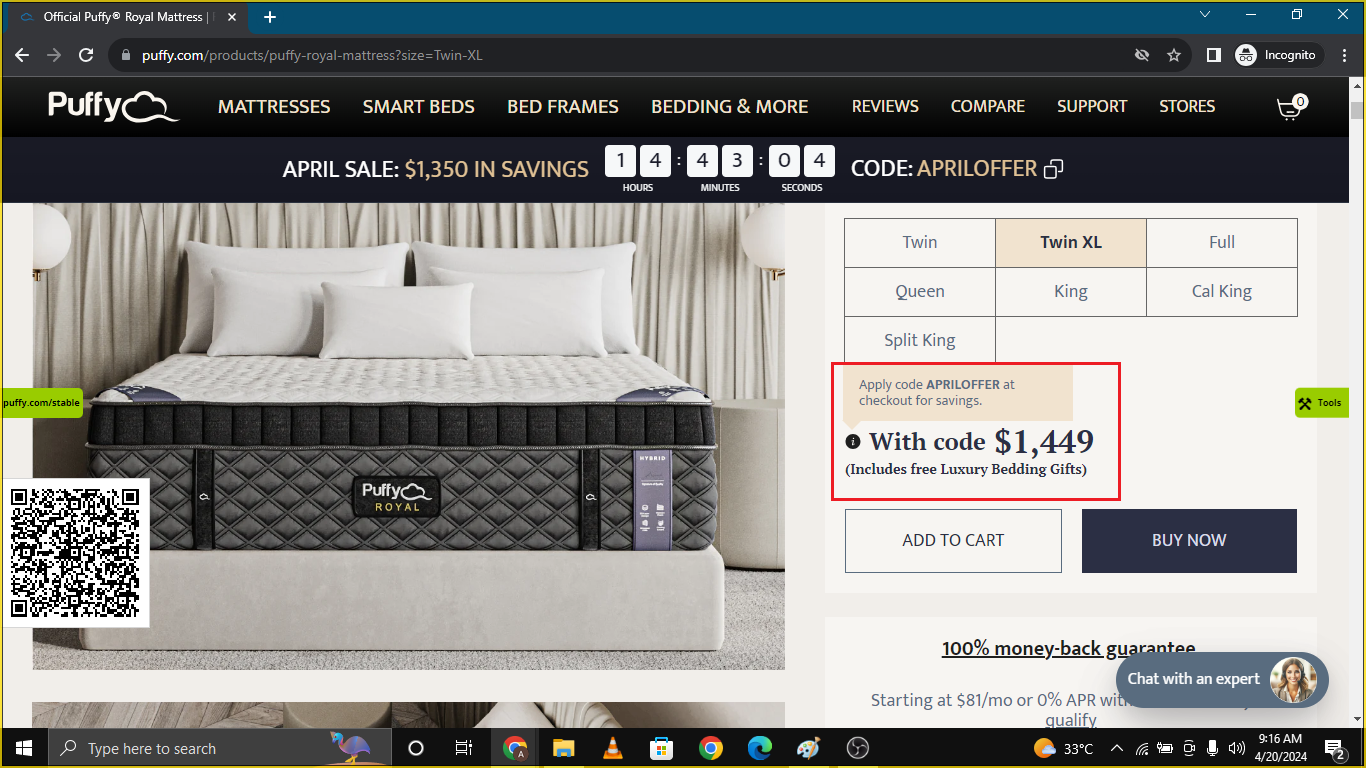 Official Puffy® Royal Mattress |
puffy.com/products/puffy-royal-mattress?size=Twin-XL
Incognito
Puffy
MATTRESSES
SMART BEDS
BED FRAMES
BEDDING & MORE
REVIEWS
COMPARE
SUPPORT
STORES
0
APRIL SALE: $1,350 IN SAVINGS
1 4 : 4 3 : 0 4
HOURS MINUTES SECONDS
CODE: APRILOFFER
Twin
Twin XL
Full
Queen
King
Cal King
Split King
Apply code APRILOFFER at
checkout for savings.
i With code $1,449
(Includes free Luxury Bedding Gifts)
ADD TO CART
BUY NOW
puffy.com/stable
Tools
HYBRID
Puffy
ROYAL
100% money-back guarantee
Starting at $81/mo or 0% APR
qualify
Chat with an expert
Type here to search
A
33°C
9:16 AM
4/20/2024
2